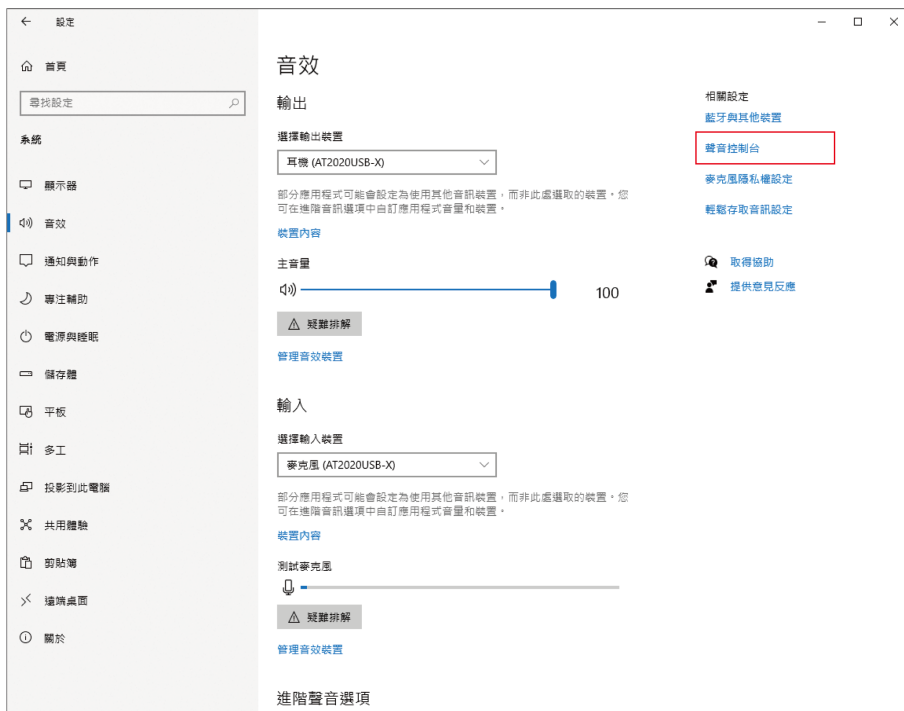 設定
首頁
尋找設定
系統
顯示器
音效
通知與動作
專注輔助
電源與睡眠
儲存體
平板
多工
投影到此電腦
共用體驗
剪貼簿
遠端桌面
關於
音效
輸出
選擇輸出裝置
耳機 (AT2020USB-X)
部分應用程式可能會設定為使用其他音訊裝置，而非此處選取的裝置。您
可在進階音訊選項中自訂應用程式音量和裝置。
裝置內容
主音量
100
疑難排解
管理音效裝置
輸入
選擇輸入裝置
麥克風 (AT2020USB-X)
部分應用程式可能會設定為使用其他音訊裝置，而非此處選取的裝置。您
可在進階音訊選項中自訂應用程式音量和裝置。
裝置內容
測試麥克風
疑難排解
管理音效裝置
進階聲音選項
相關設定
藍牙與其他裝置
聲音控制台
麥克風隱私權設定
輕鬆存取音訊設定
取得協助
提供意見反應